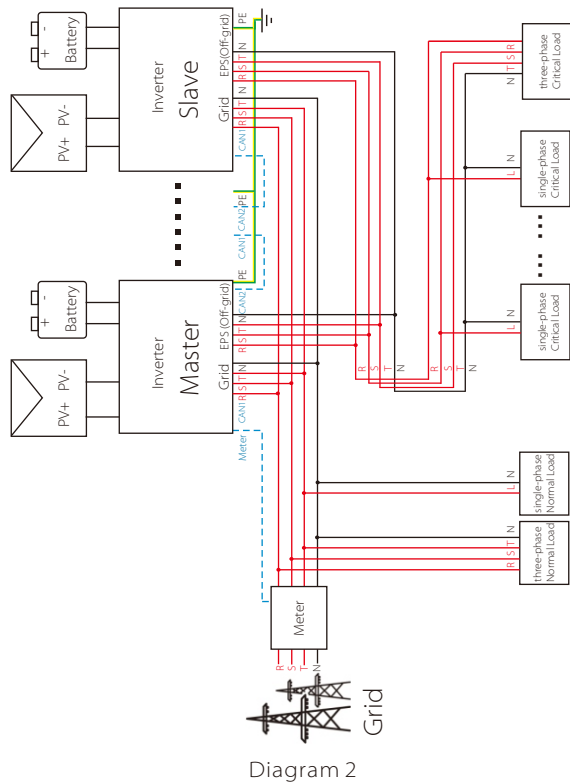 Battery
+ -
PV+ PV-
Inverter
Slave
PE
EPS(Off-grid)
R S T N
Grid
R S T N
CAN1
PE
CAN2
CAN1
Battery
+ -
PV+ PV-
Inverter
Master
PE
CAN2
EPS(Off-grid)
R S T N
Grid
R S T N
CAN1
Meter
R
S
T
N
R
S
T
N
N T S R
three-phase
Critical Load
L N
single-phase
Critical Load
L N
single-phase
Critical Load
L N
single-phase
Normal Load
R S T N
three-phase
Normal Load
Meter
R
S
T
N
Grid
Diagram 2